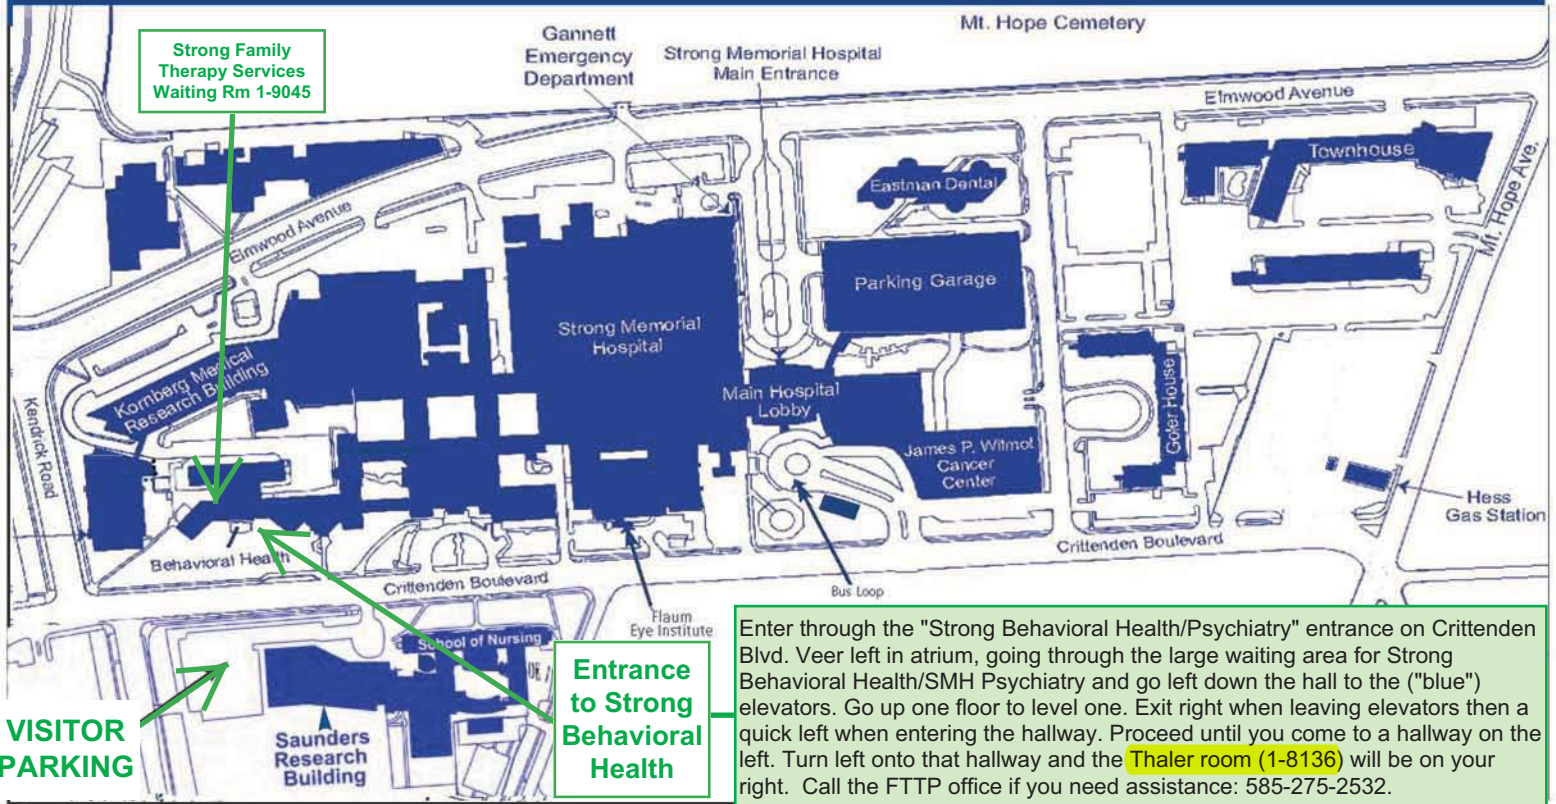 Mt. Hope Cemetery
Strong Family
Therapy Services
Waiting Rm 1-9045
Gannett
Emergency
Department
Strong Memorial Hospital
Main Entrance
Elmwood Avenue
Townhouse
Mt. Hope Ave.
Eastman Dental
Elmwood Avenue
Parking Garage
Strong Memorial
Hospital
Kornberg Medical
Research Building
Main Hospital
Lobby
Goler House
Kendrick Road
James P. Wilmot
Cancer
Center
Hess
Gas Station
Behavioral Health
Crittenden Boulevard
Crittenden Boulevard
Bus Loop
Flaum
Eye Institute
School of Nursing
VISITOR
PARKING
Saunders
Research
Building
Entrance
to Strong
Behavioral
Health
Enter through the "Strong Behavioral Health/Psychiatry" entrance on Crittenden
Blvd. Veer left in atrium, going through the large waiting area for Strong
Behavioral Health/SMH Psychiatry and go left down the hall to the ("blue")
elevators. Go up one floor to level one. Exit right when leaving elevators then a
quick left when entering the hallway. Proceed until you come to a hallway on the
left. Turn left onto that hallway and the Thaler room (1-8136) will be on your
right. Call the FTTP office if you need assistance: 585-275-2532.